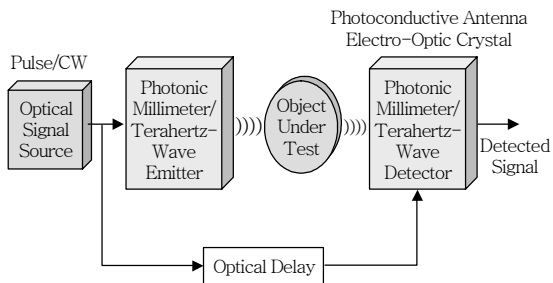 Photoconductive Antenna
Electro-Optic Crystal
Pulse/CW
Optical
Signal
Source
Photonic
Millimeter/
Terahertz-
Wave
Emitter
Object
Under
Test
Photonic
Millimeter/
Terahertz-
Wave
Detector
Detected
Signal
Optical Delay